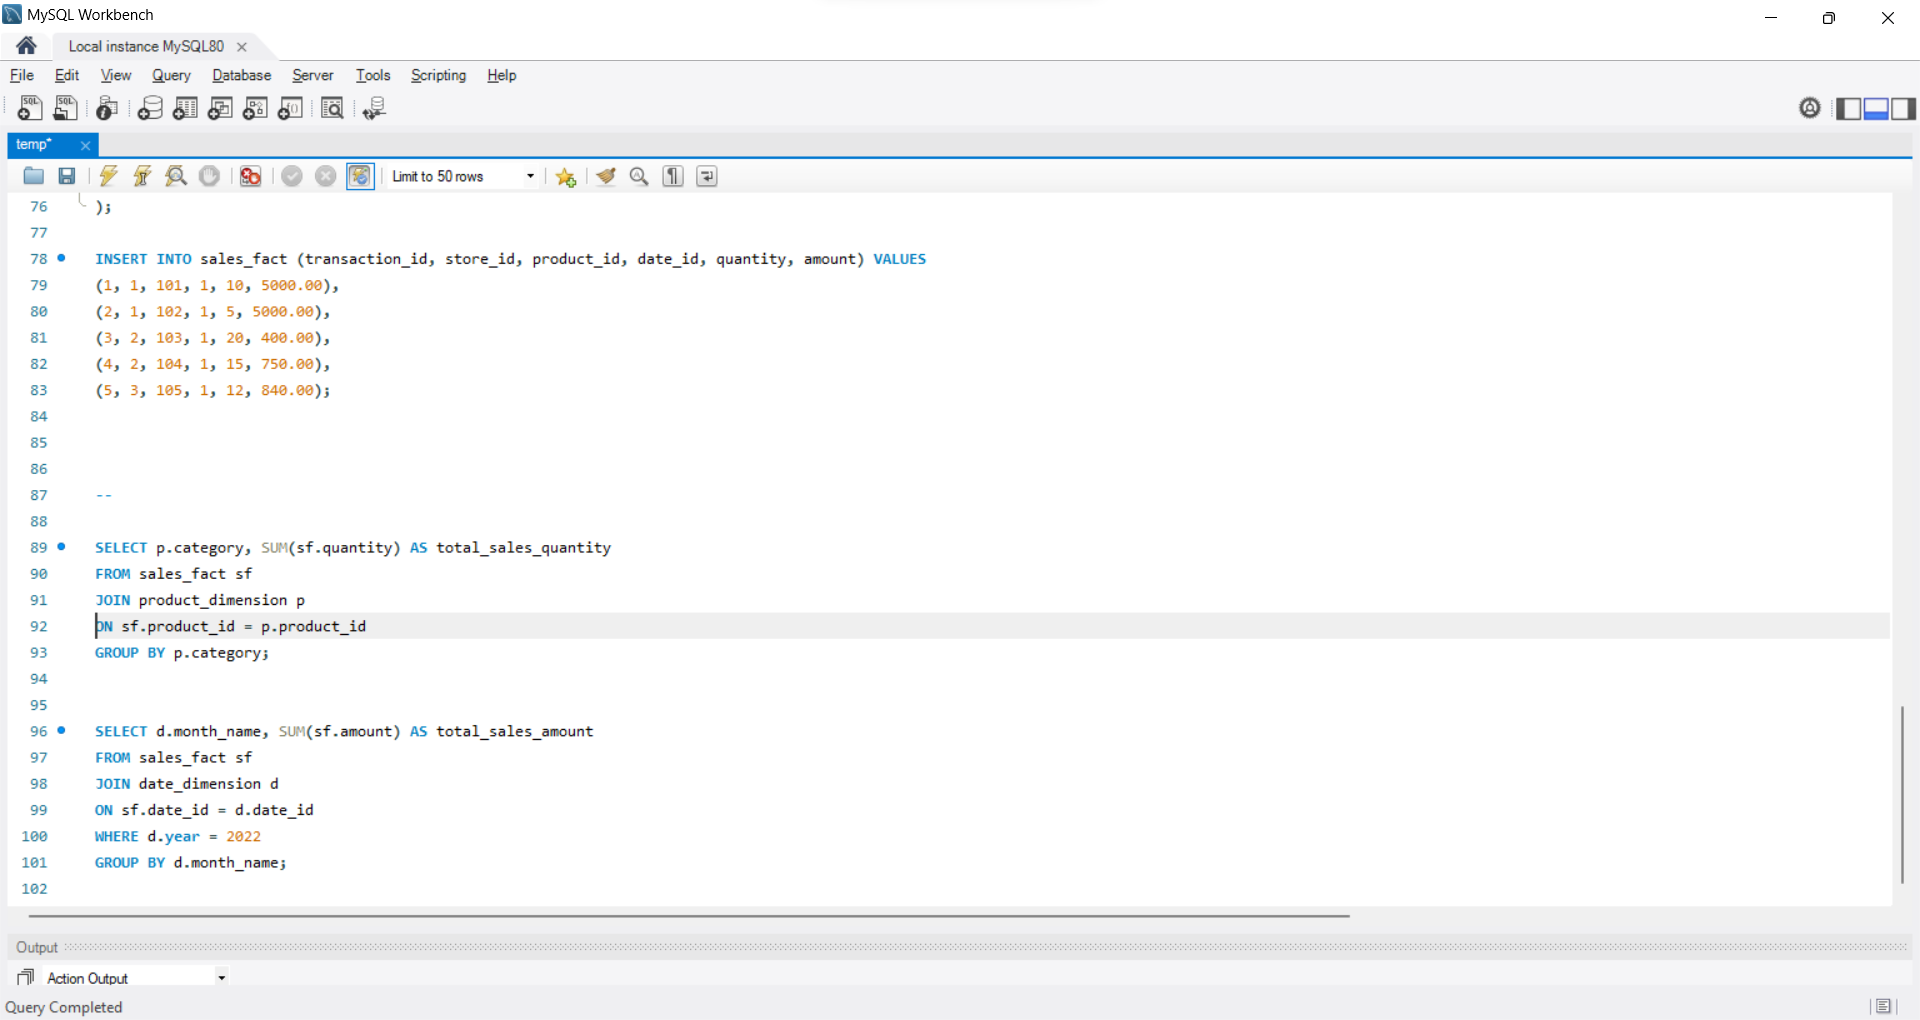 MySQL Workbench
Local instance MySQL80
File Edit View Query Database Server Tools Scripting Help
SQL SQL
temp*
Limit to 50 rows
76 );
77
78 INSERT INTO sales_fact (transaction_id, store_id, product_id, date_id, quantity, amount) VALUES
79 (1, 1, 101, 1, 10, 5000.00),
80 (2, 1, 102, 1, 5, 5000.00),
81 (3, 2, 103, 1, 20, 400.00),
82 (4, 2, 104, 1, 15, 750.00),
83 (5, 3, 105, 1, 12, 840.00);
84
85
86
87 --
88
89 SELECT p.category, SUM(sf.quantity) AS total_sales_quantity
90 FROM sales_fact sf
91 JOIN product_dimension p
92 ON sf.product_id = p.product_id
93 GROUP BY p.category;
94
95
96 SELECT d.month_name, SUM(sf.amount) AS total_sales_amount
97 FROM sales_fact sf
98 JOIN date_dimension d
99 ON sf.date_id = d.date_id
100 WHERE d.year = 2022
101 GROUP BY d.month_name;
102
Output
Action Output
Query Completed